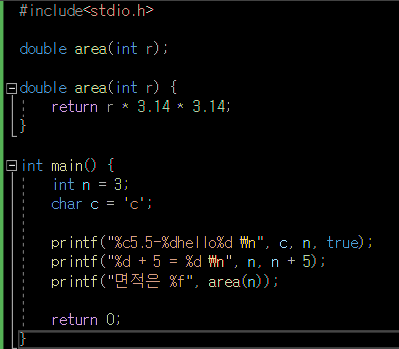 #include<stdio.h>
double area(int r);
double area(int r) {
return r * 3.14 * 3.14;
}
int main() {
int n = 3;
char c = 'c';
printf("%c5.5-%dhello%d ₩n", c, n, true);
printf("%d + 5 = %d ₩n", n, n + 5);
printf("면적은 %f", area(n));
return 0;
}